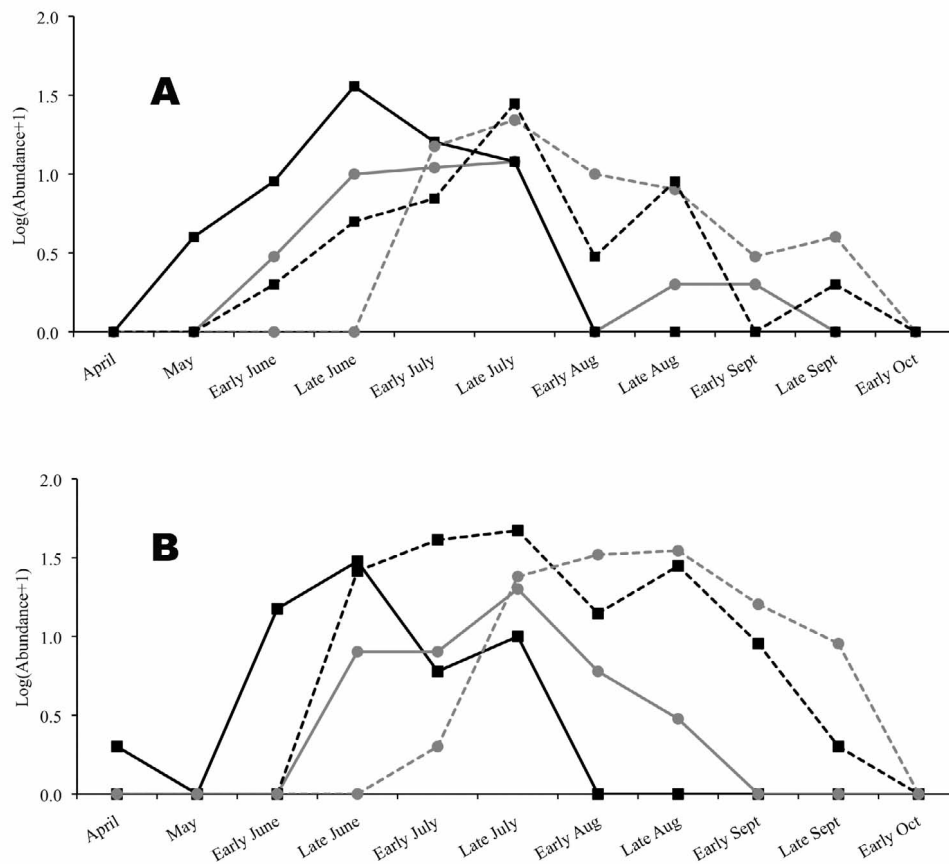 2.0
A
1.5
Log(Abundance+1)
1.0
0.5
0.0
April
May
Early June
Late June
Early July
Late July
Early Aug
Late Aug
Early Sept
Late Sept
Early Oct
2.0
B
1.5
Log(Abundance+1)
1.0
0.5
0.0
April
May
Early June
Late June
Early July
Late July
Early Aug
Late Aug
Early Sept
Late Sept
Early Oct